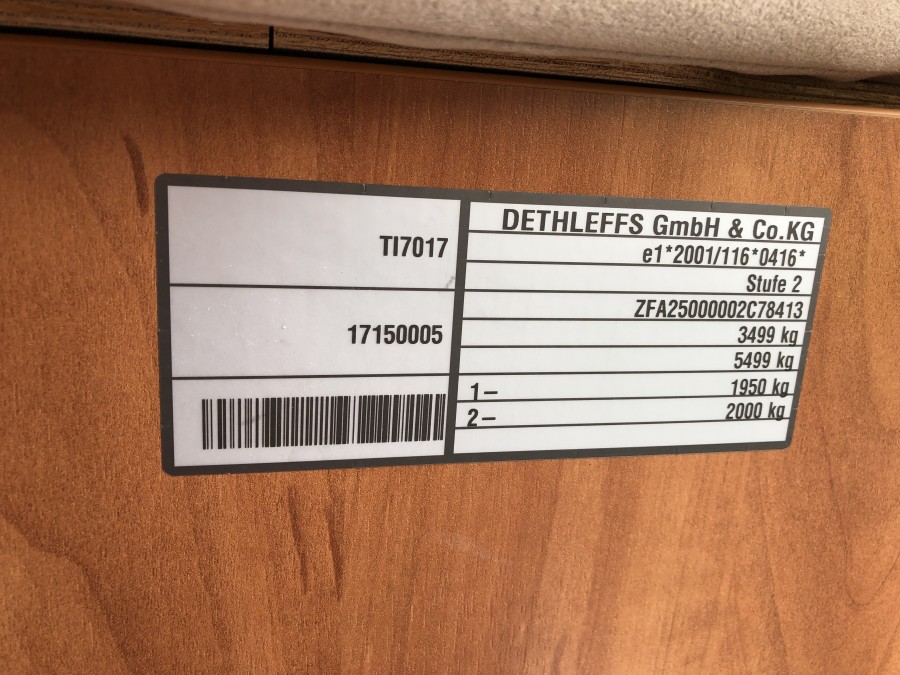 TI7017
17150005
DETHLEFFS GmbH & Co.KG
e1*2001/116*0416*
Stufe 2
ZFA25000002C78413
3499 kg
5499 kg
1– 1950 kg
2– 2000 kg